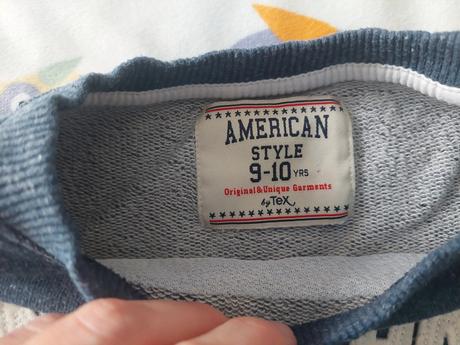 AMERICAN
STYLE
9-10 YRS
Original&Unique Garments
by TeX